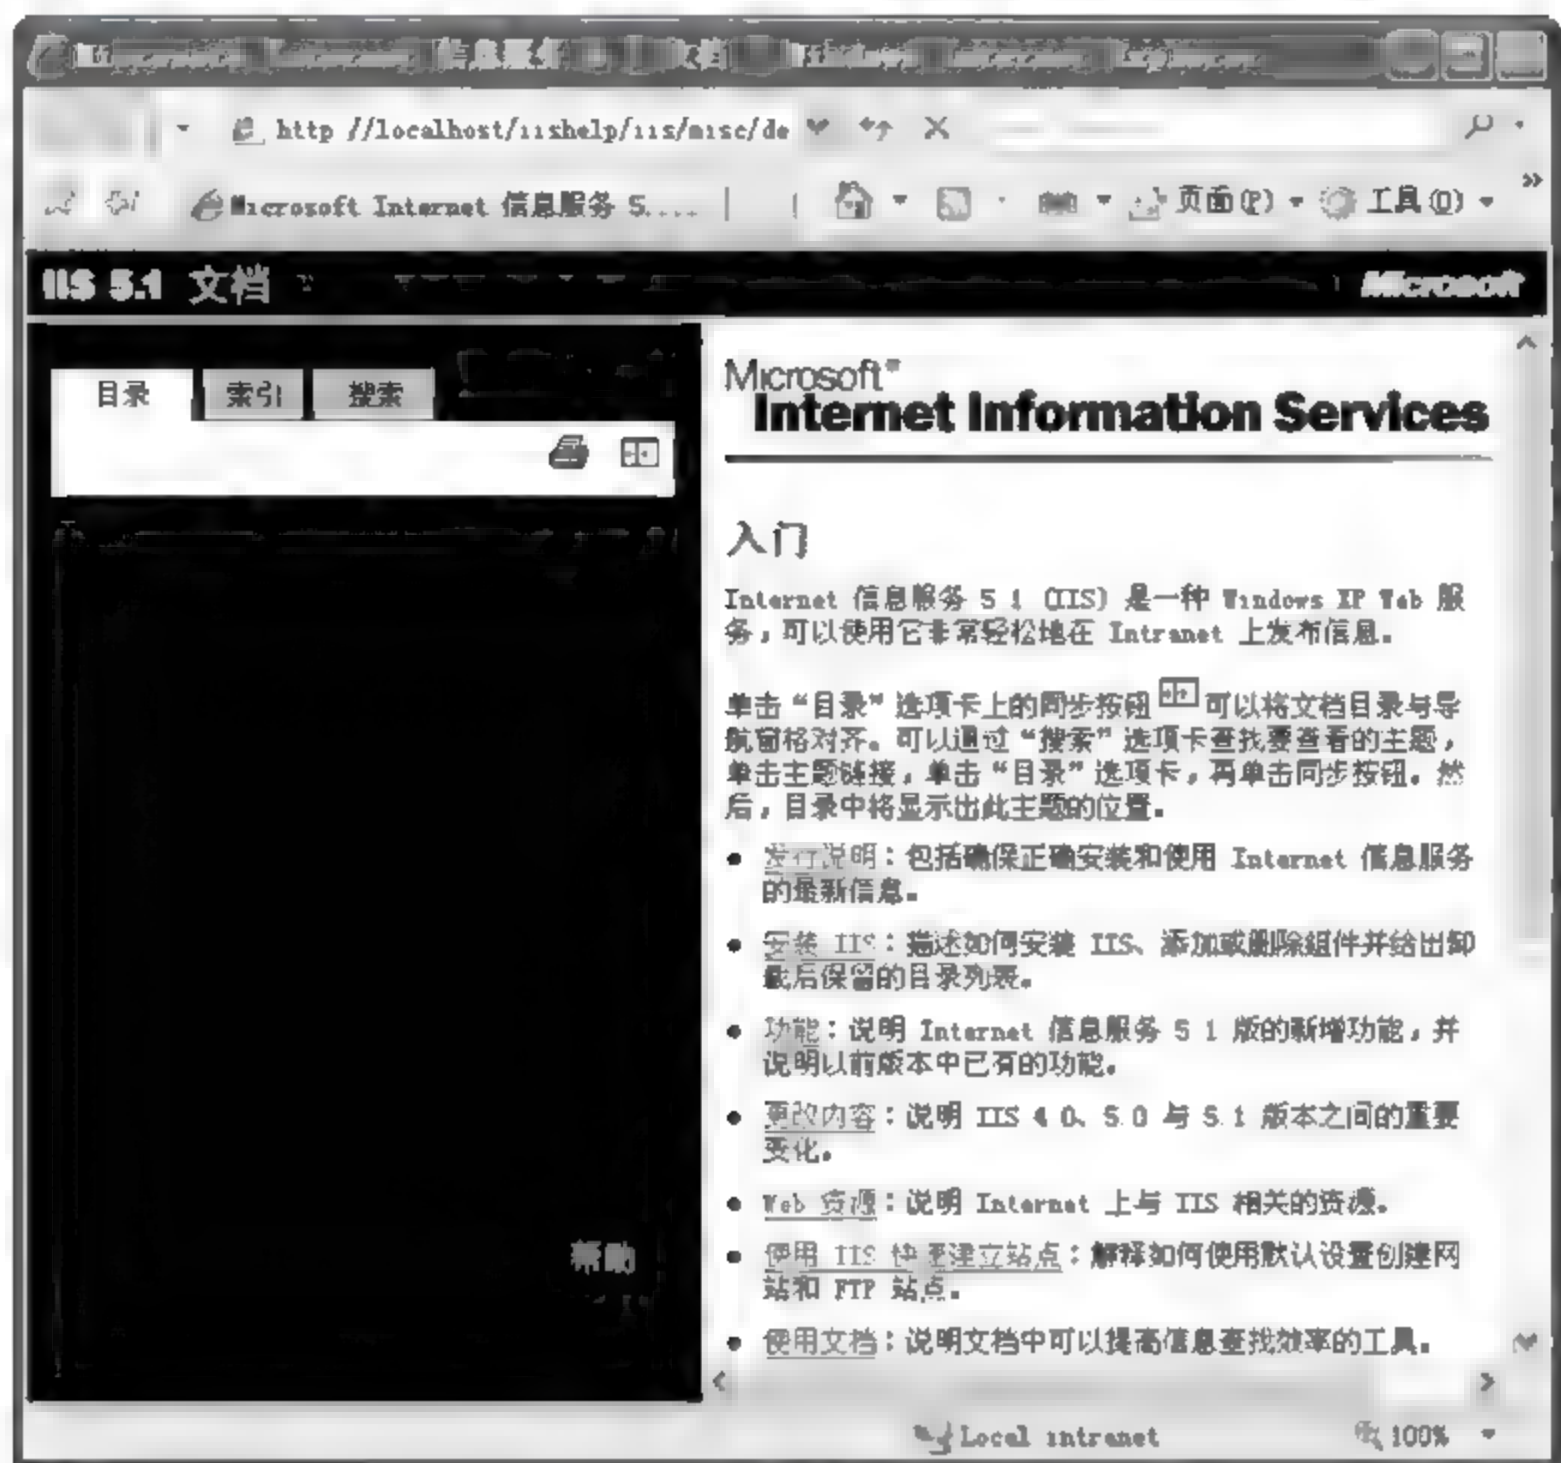 http //localhost/iishelp/iis/misc/de
Microsoft Internet 信息服务 5.... 页面(P) 工具(O) »
IIS 5.1 文档 Microsoft
目录 索引 搜索
帮助
Microsoft®
Internet Information Services
入门
Internet 信息服务 5 1 (IIS) 是一种 Windows XP Web 服
务，可以使用它非常轻松地在 Intranet 上发布信息。
单击“目录”选项卡上的同步按钮 可以将文档目录与导
航窗格对齐。可以通过“搜索”选项卡查找要查看的主题，
单击主题链接，单击“目录”选项卡，再单击同步按钮。然
后，目录中将显示出此主题的位置。
发行说明：包括确保正确安装和使用 Internet 信息服务
的最新信息。
安装 IIS：描述如何安装 IIS、添加或删除组件并给出卸
载后保留的目录列表。
功能：说明 Internet 信息服务 5 1 版的新增功能，并
说明以前版本中已有的功能。
更改内容：说明 IIS 4 0、5.0 与 5.1 版本之间的重要
变化。
Web 资源：说明 Internet 上与 IIS 相关的资源。
使用 IIS 快速建立站点：解释如何使用默认设置创建网
站和 FTP 站点。
使用文档：说明文档中可以提高信息查找效率的工具。
Local intranet 100%